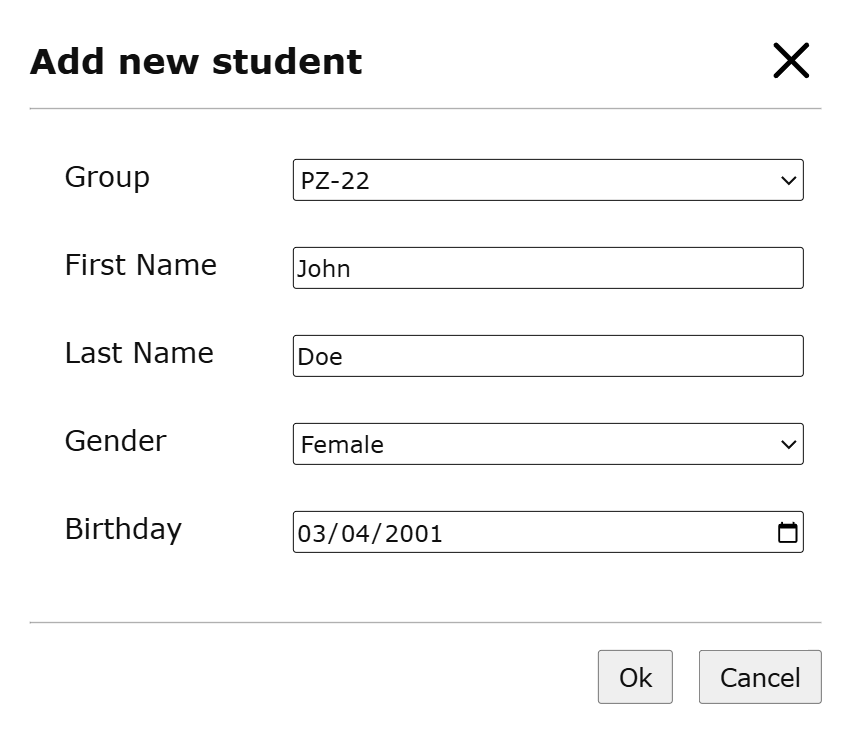 Add new student
Group PZ-22
First Name John
Last Name Doe
Gender Female
Birthday 03/04/2001
Ok Cancel